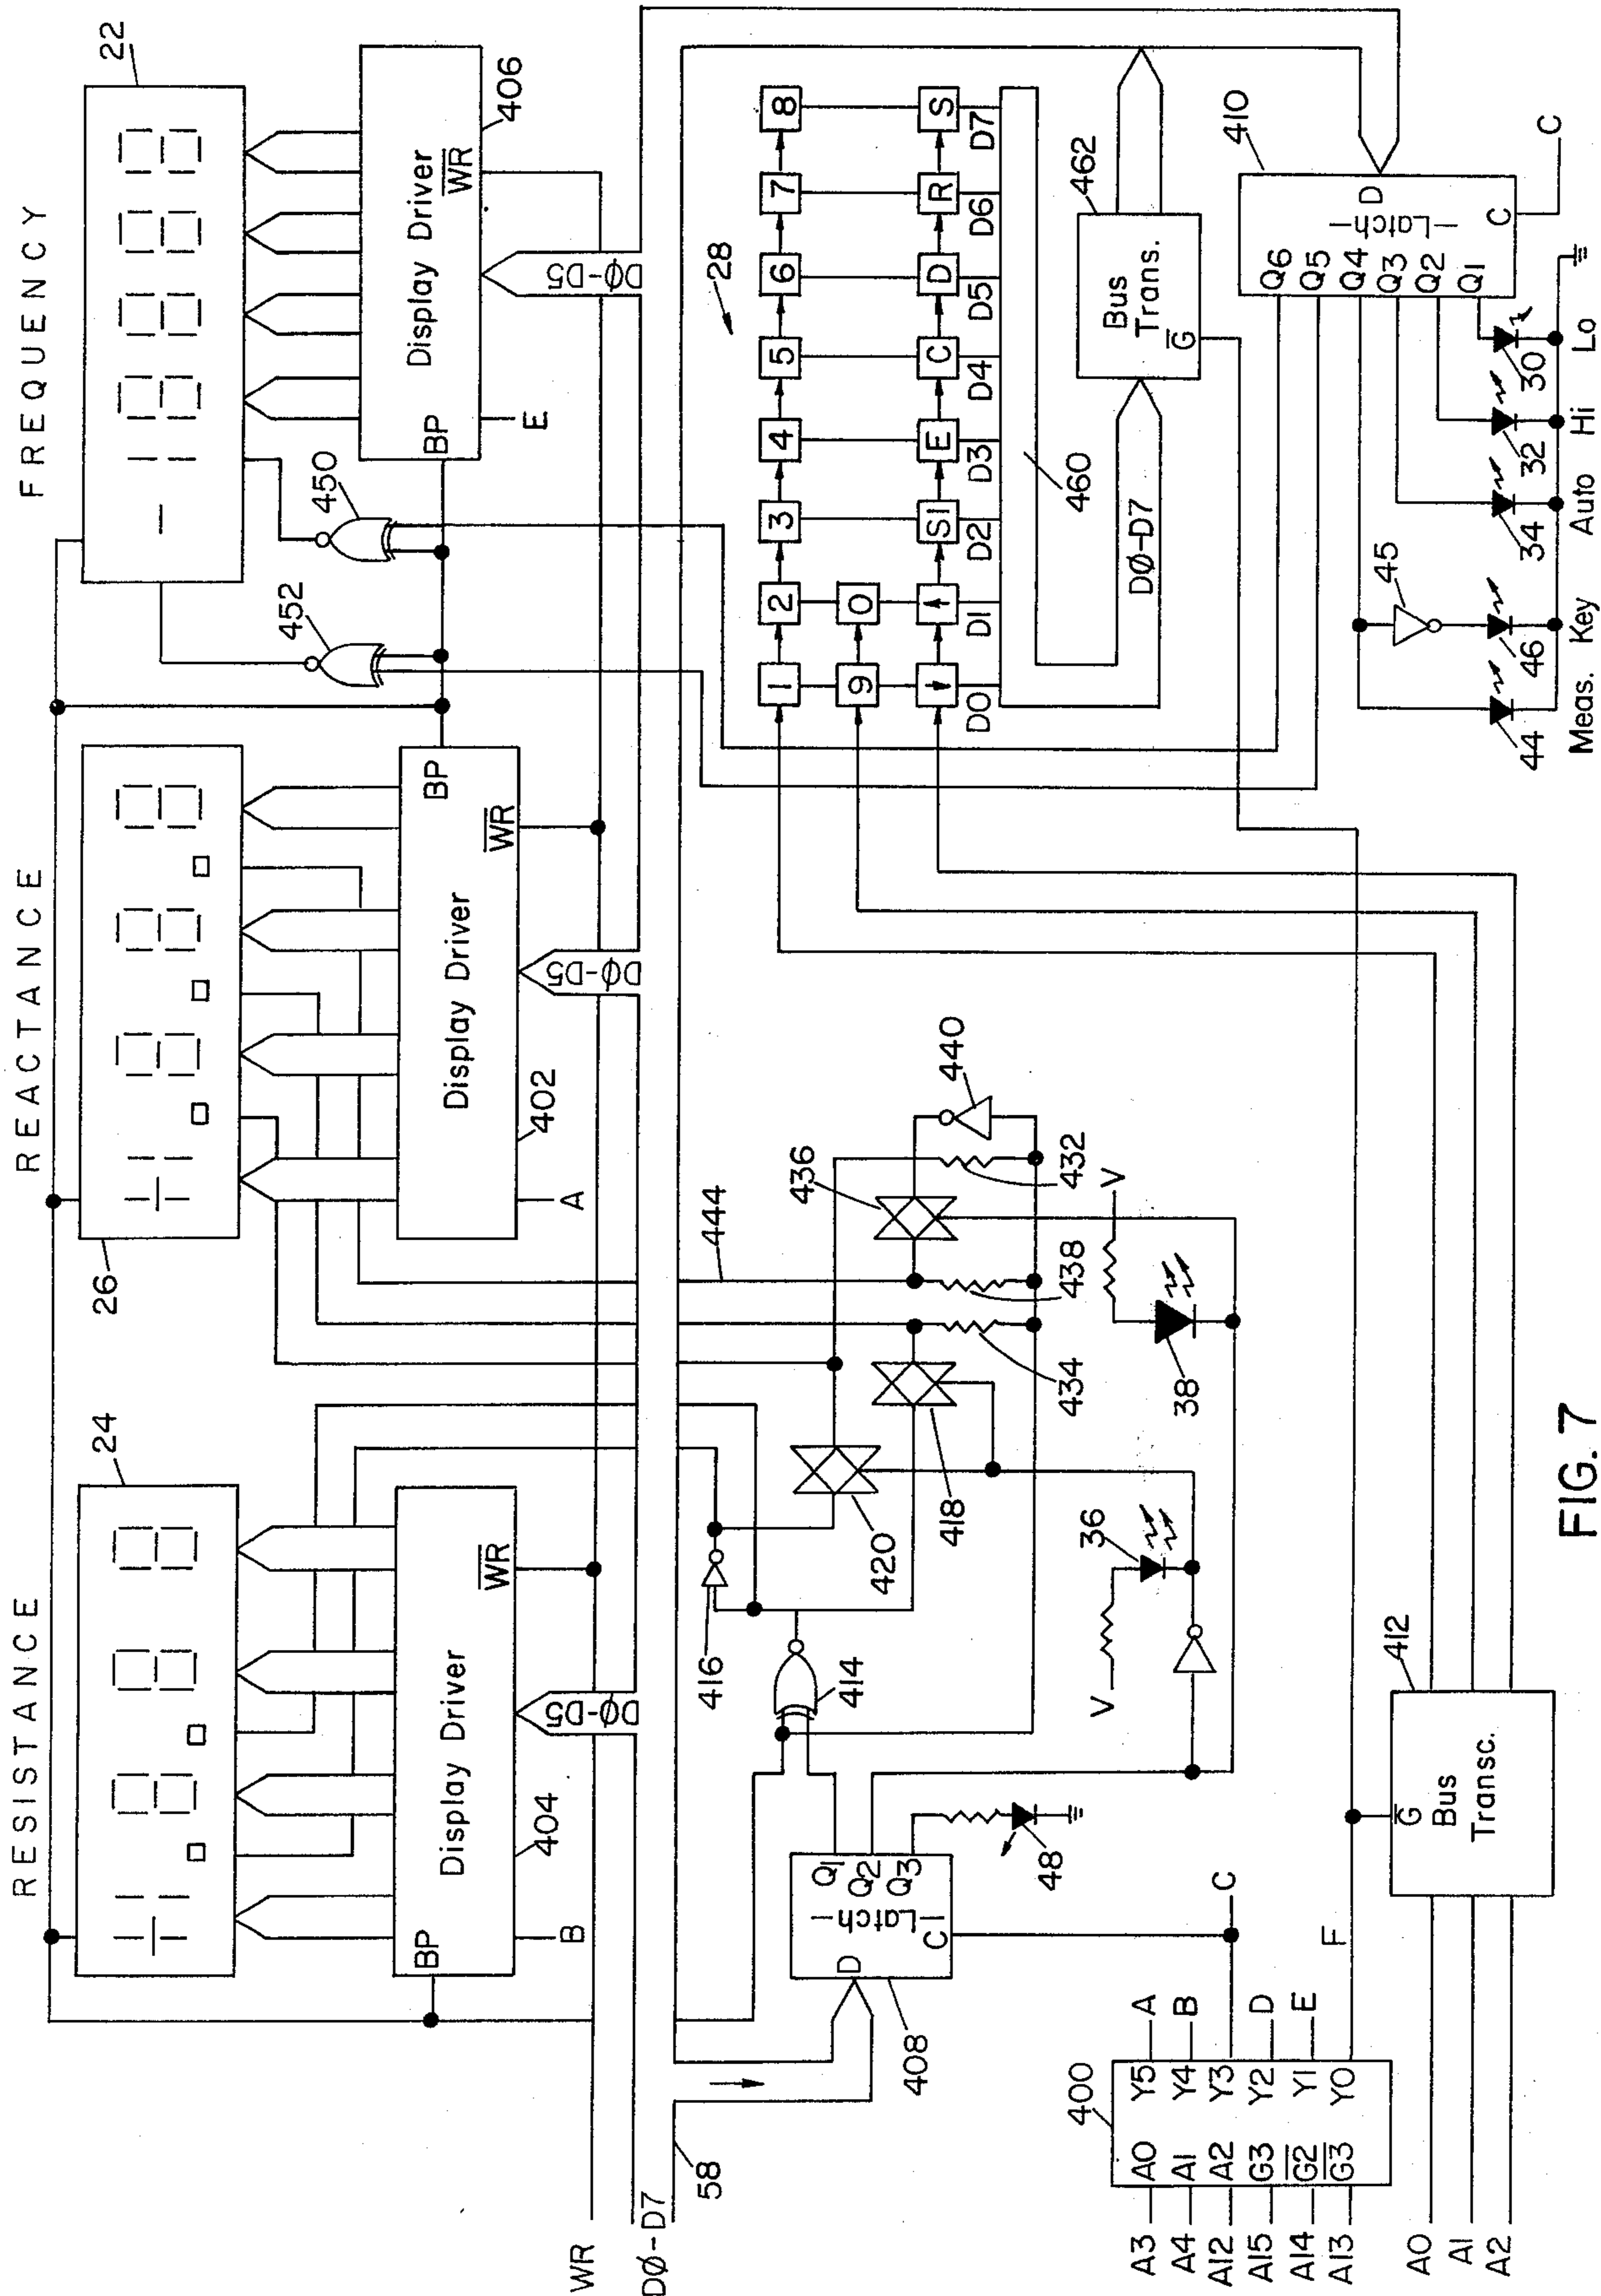 RESISTANCE
REACTANCE
FREQUENCY
24
26
22
Display Driver
BP
WR
B
404
DØ-D5
Display Driver
BP
WR
A
402
DØ-D5
Display Driver
BP
WR
E
406
DØ-D5
452
450
WR
DØ-D7
58
416
414
420
418
436
440
444
432
434
438
V
36
V
38
D
-Latch-
Q1
Q2
Q3
C
408
48
C
28
1
2
3
4
5
6
7
8
9
0
S1
E
C
D
R
S
D0
D1
D2
D3
D4
D5
D6
D7
460
DØ-D7
Bus
Trans.
G
462
410
D
-Latch-
Q6
Q5
Q4
Q3
Q2
Q1
C
C
45
44
46
34
32
30
Meas.
Key
Auto
Hi
Lo
400
A3
A0
Y5
A
A4
A1
Y4
B
A12
A2
Y3
A15
G3
Y2
D
A14
G2
Y1
E
A13
G3
Y0
F
A0
A1
A2
G
Bus
Transc.
412
FIG. 7